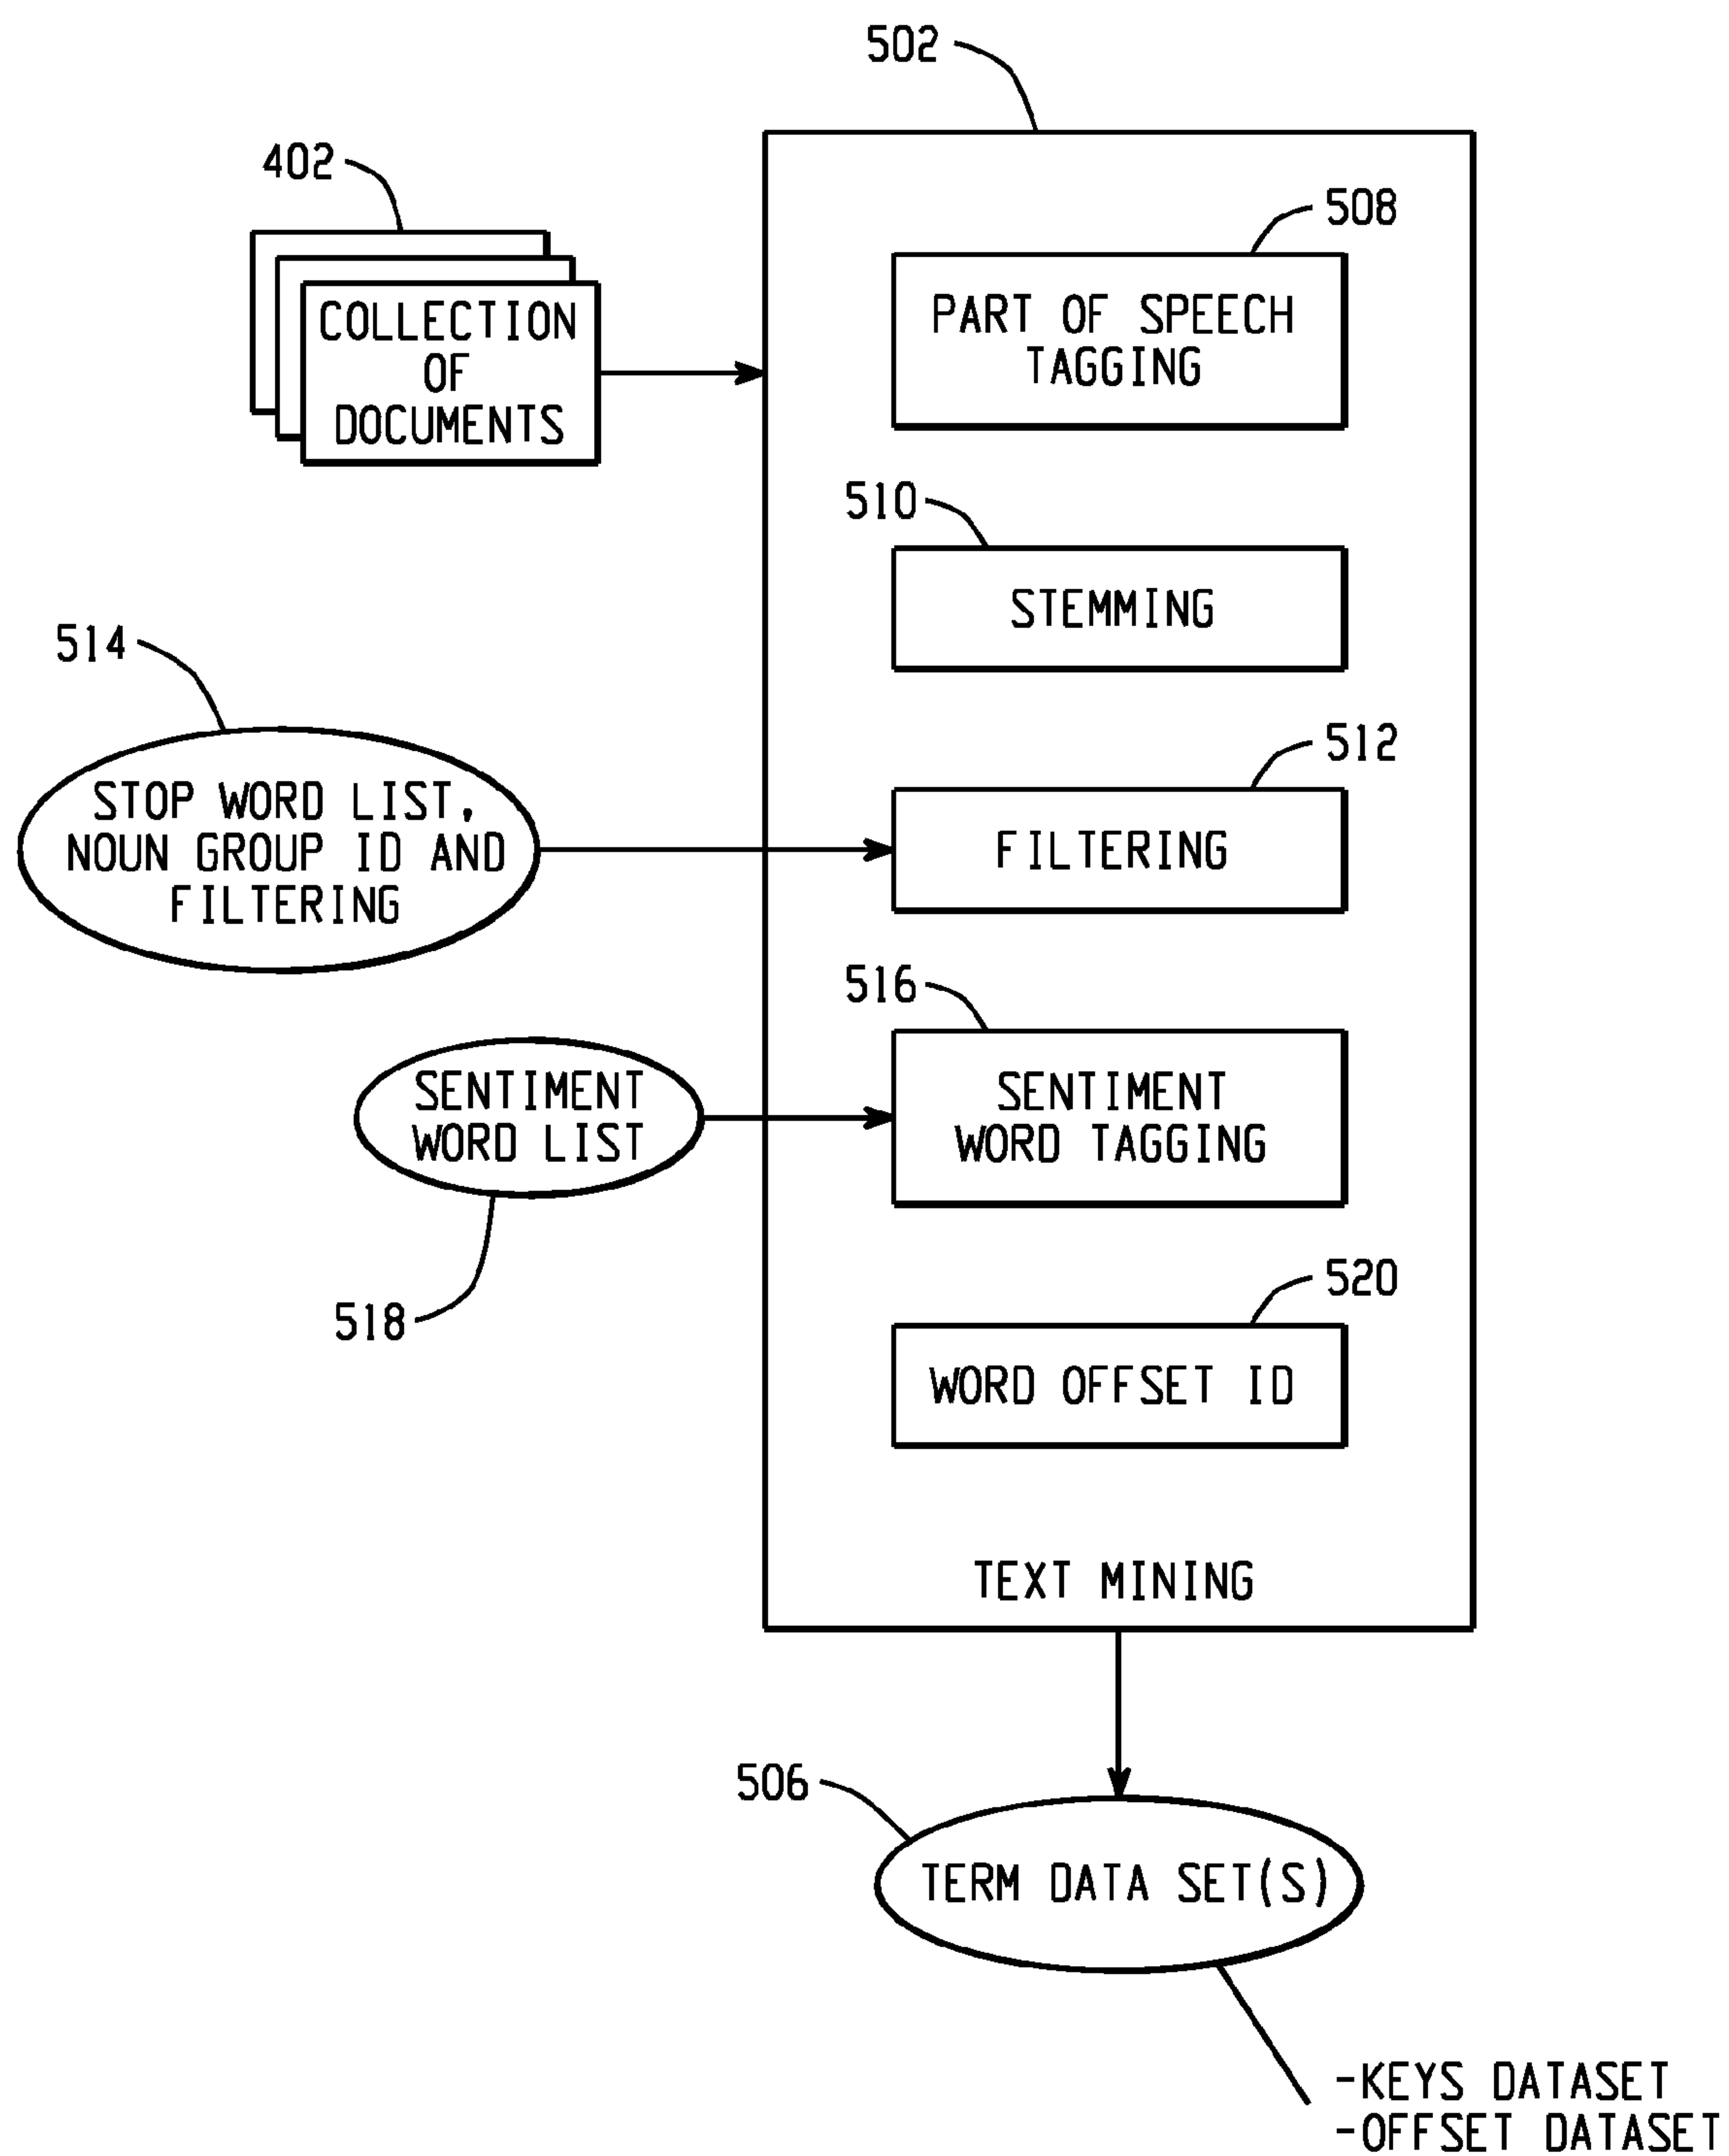 502
402
COLLECTION
OF
DOCUMENTS
508
PART OF SPEECH
TAGGING
510
STEMMING
514
STOP WORD LIST,
NOUN GROUP ID AND
FILTERING
512
FILTERING
516
SENTIMENT
WORD TAGGING
SENTIMENT
WORD LIST
518
520
WORD OFFSET ID
TEXT MINING
506
TERM DATA SET(S)
-KEYS DATASET
-OFFSET DATASET